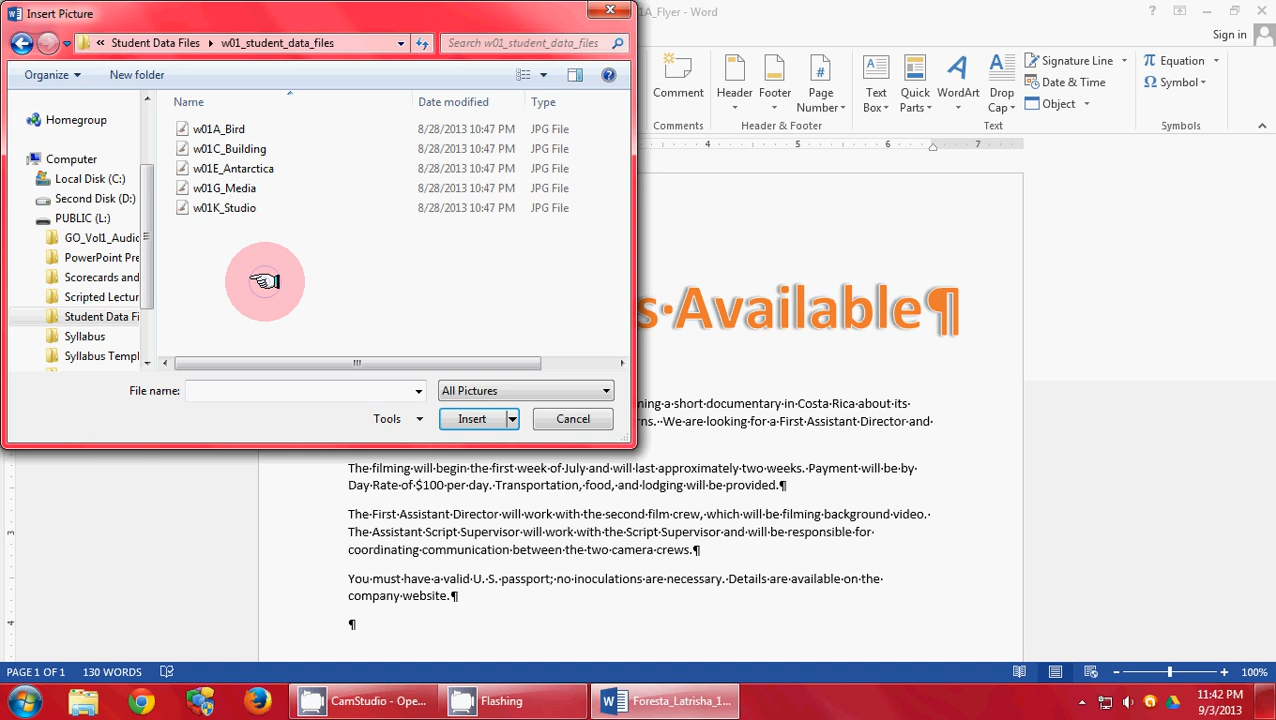 Insert Picture
1A_Flyer - Word
Sign in
Student Data Files
w01_student_data_files
Search w01_student_data_files
Organize
New folder
Name
Date modified
Type
Homegroup
Computer
Local Disk (C:)
Second Disk (D:)
PUBLIC (L:)
GO_Vol1_Audio
PowerPoint Pre
Scorecards and
Scripted Lectur
Student Data Fi
Syllabus
Syllabus Templ
w01A_Bird 8/28/2013 10:47 PM JPG File
w01C_Building 8/28/2013 10:47 PM JPG File
w01E_Antarctica 8/28/2013 10:47 PM JPG File
w01G_Media 8/28/2013 10:47 PM JPG File
w01K_Studio 8/28/2013 10:47 PM JPG File
File name:
All Pictures
Tools
Insert
Cancel
Comment
Comments
Header
Footer
Page Number
Header & Footer
Text Box
Quick Parts
WordArt
Drop Cap
Signature Line
Date & Time
Object
Text
Equation
Symbol
Symbols
4 5 6 7
s·Available¶
ming·a·short·documentary·in·Costa·Rica·about·its·
rns.··We·are·looking·for·a·First·Assistant·Director·and·
The·filming·will·begin·the·first·week·of·July·and·will·last·approximately·two·weeks.·Payment·will·be·by·
Day·Rate·of·$100·per·day.·Transportation,·food,·and·lodging·will·be·provided.¶
The·First·Assistant·Director·will·work·with·the·second·film·crew,·which·will·be·filming·background·video.·
The·Assistant·Script·Supervisor·will·work·with·the·Script·Supervisor·and·will·be·responsible·for·
coordinating·communication·between·the·two·camera·crews.¶
You·must·have·a·valid·U.·S.·passport;·no·inoculations·are·necessary.·Details·are·available·on·the·
company·website.¶
¶
3
4
PAGE 1 OF 1 130 WORDS
100%
CamStudio - Ope...
Flashing
Foresta_Latrisha_1...
11:42 PM
9/3/2013